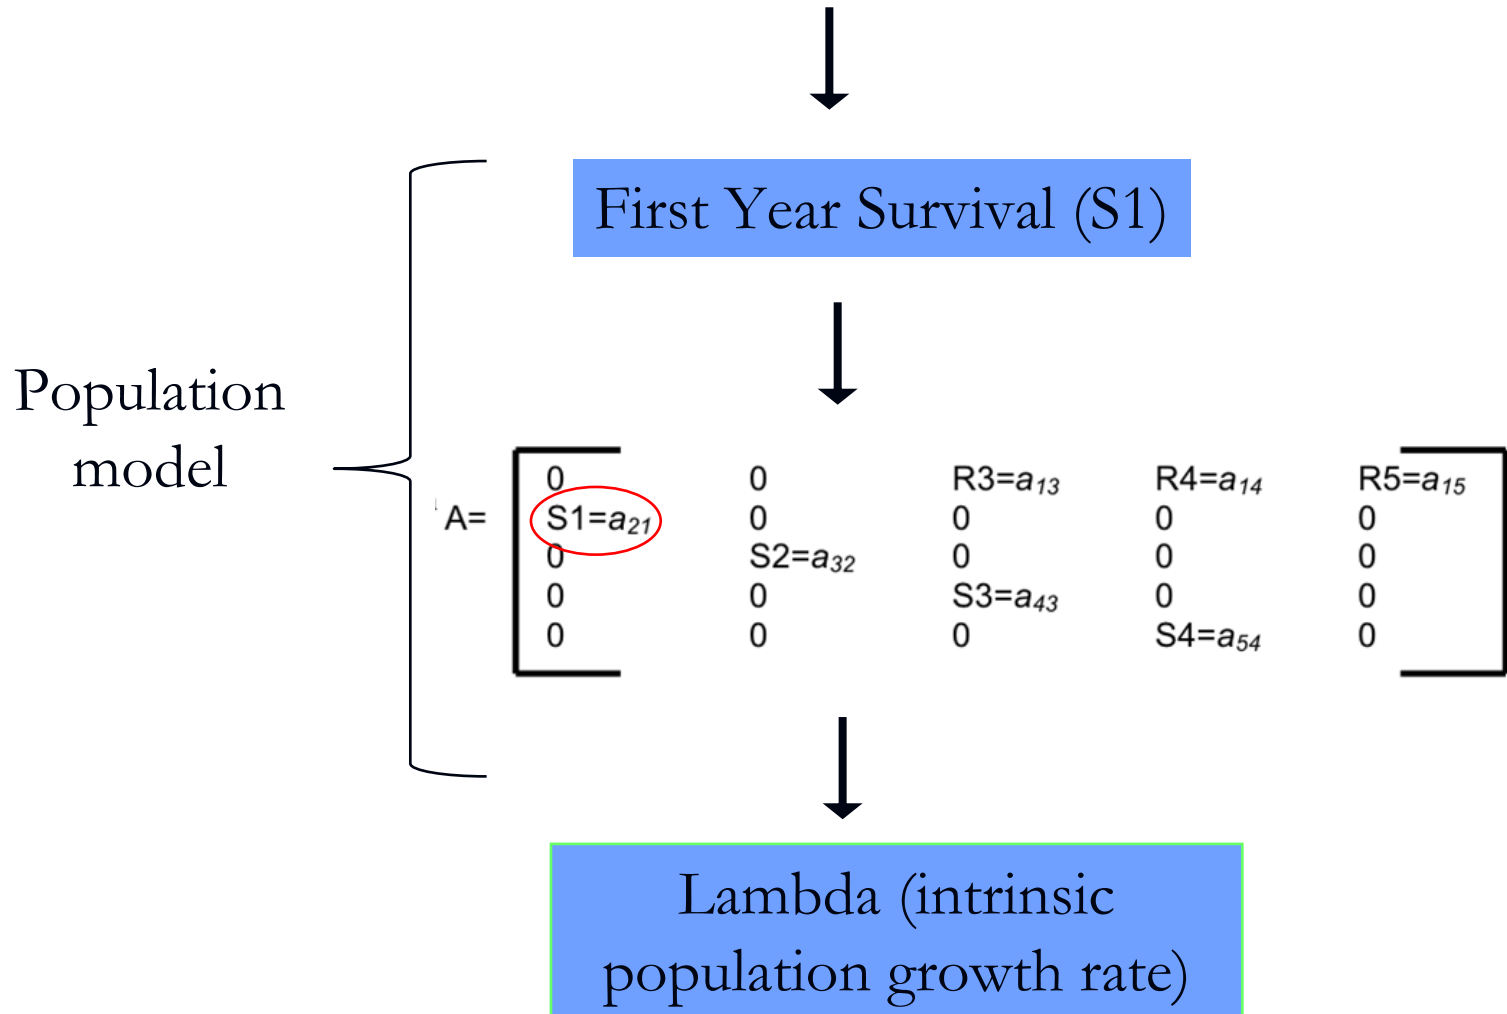 First Year Survival (S1)
Population
model
A=
0 0 R3=a13 R4=a14 R5=a15
S1=a21 0 0 0 0
0 S2=a32 0 0 0
0 0 S3=a43 0 0
0 0 0 S4=a54 0
Lambda (intrinsic
population growth rate)